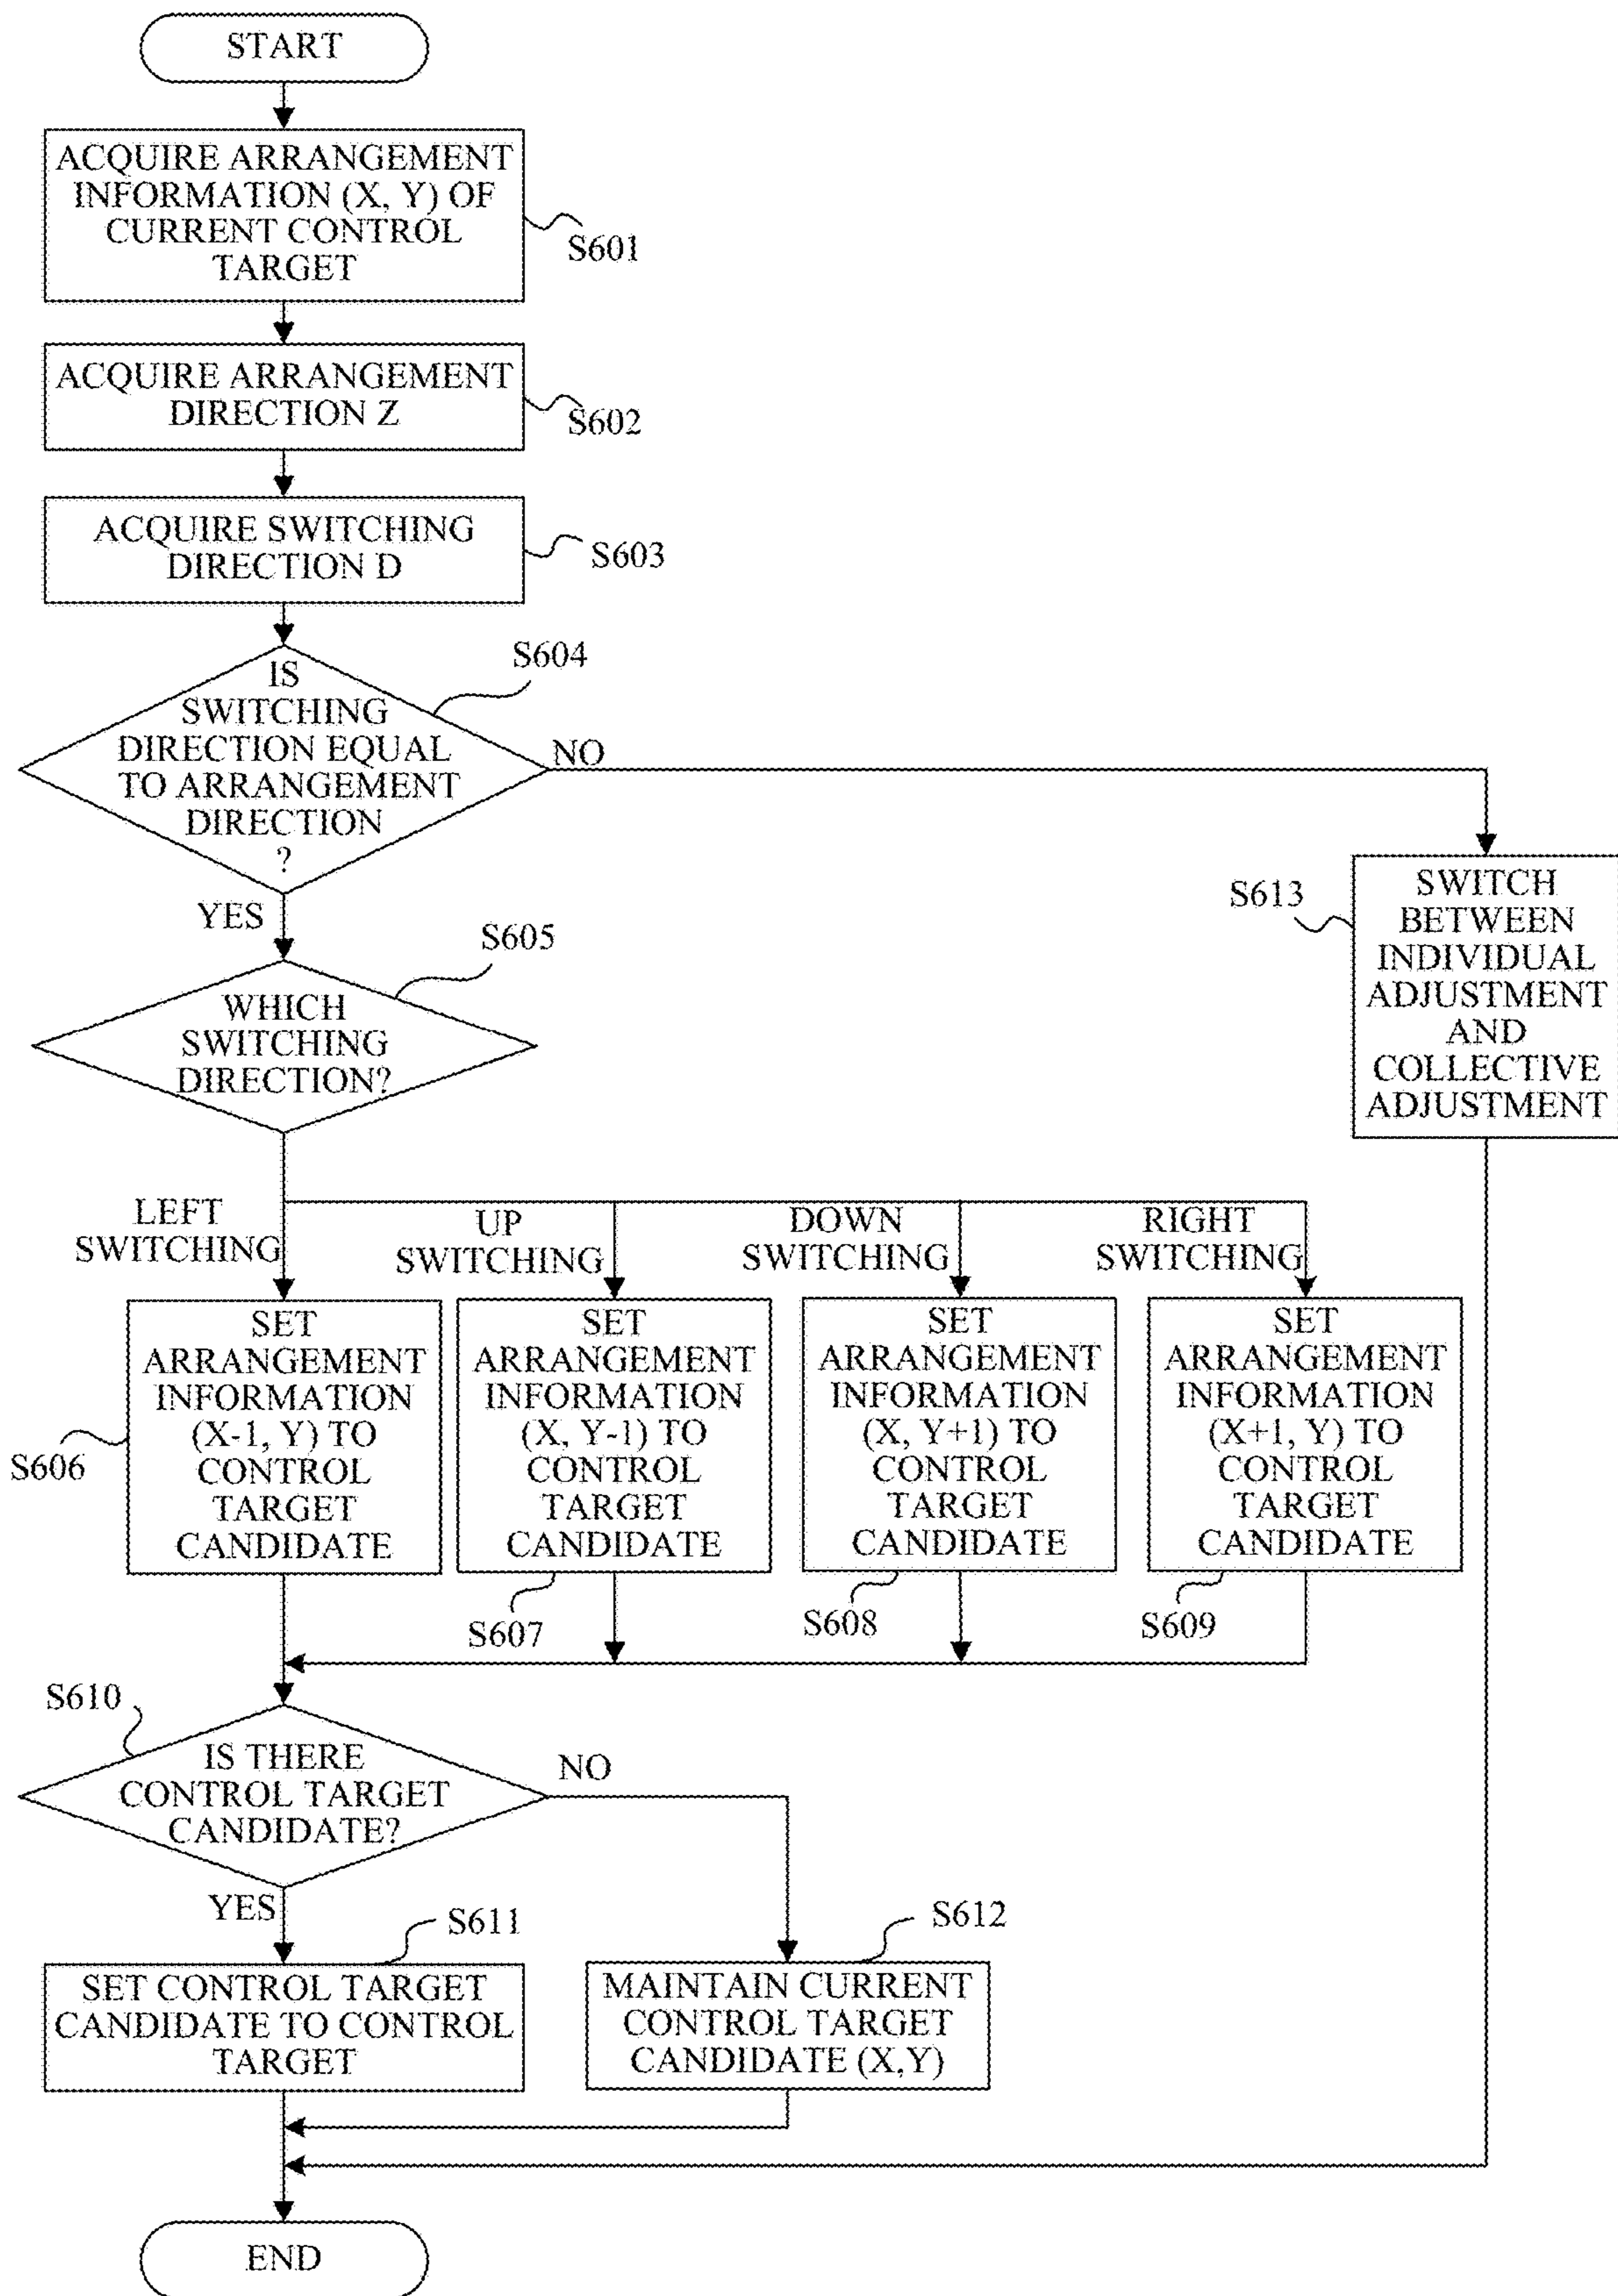 START
ACQUIRE ARRANGEMENT
INFORMATION (X, Y) OF
CURRENT CONTROL
TARGET
S601
ACQUIRE ARRANGEMENT
DIRECTION Z
S602
ACQUIRE SWITCHING
DIRECTION D
S603
IS
SWITCHING
DIRECTION EQUAL
TO ARRANGEMENT
DIRECTION
?
S604
NO
YES
S613
SWITCH
BETWEEN
INDIVIDUAL
ADJUSTMENT
AND
COLLECTIVE
ADJUSTMENT
WHICH
SWITCHING
DIRECTION?
S605
LEFT
SWITCHING
UP
SWITCHING
DOWN
SWITCHING
RIGHT
SWITCHING
SET
ARRANGEMENT
INFORMATION
(X-1, Y) TO
CONTROL
TARGET
CANDIDATE
S606
SET
ARRANGEMENT
INFORMATION
(X, Y-1) TO
CONTROL
TARGET
CANDIDATE
S607
SET
ARRANGEMENT
INFORMATION
(X, Y+1) TO
CONTROL
TARGET
CANDIDATE
S608
SET
ARRANGEMENT
INFORMATION
(X+1, Y) TO
CONTROL
TARGET
CANDIDATE
S609
S610
IS THERE
CONTROL TARGET
CANDIDATE?
NO
YES
S611
SET CONTROL TARGET
CANDIDATE TO CONTROL
TARGET
S612
MAINTAIN CURRENT
CONTROL TARGET
CANDIDATE (X,Y)
END